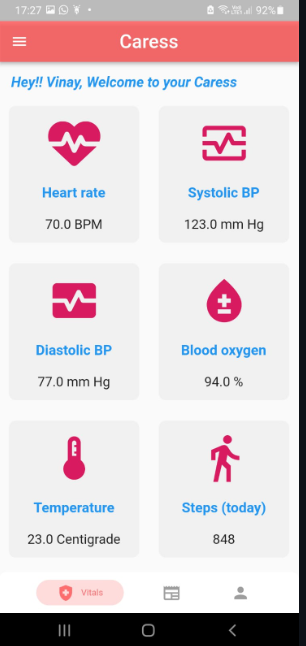 17:27
92%
Caress
Hey!! Vinay, Welcome to your Caress
Heart rate
70.0 BPM
Systolic BP
123.0 mm Hg
Diastolic BP
77.0 mm Hg
Blood oxygen
94.0 %
Temperature
23.0 Centigrade
Steps (today)
848
Vitals